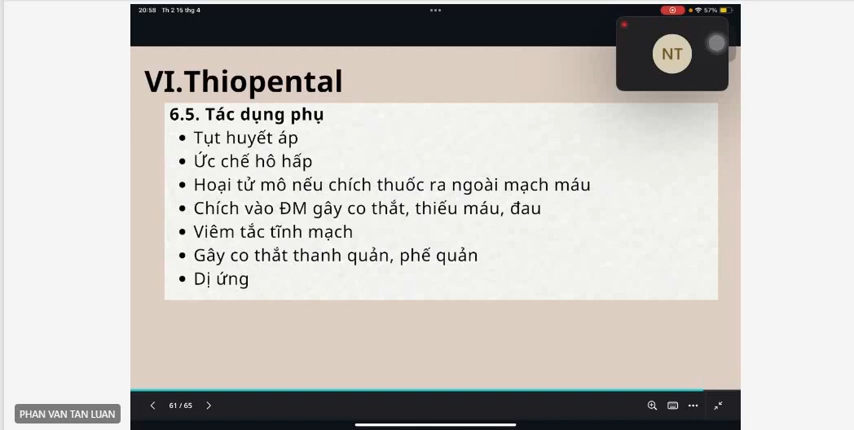 20:58 Th 2 15 thg 4
57%
NT
VI.Thiopental
6.5. Tác dụng phụ
• Tụt huyết áp
• Ức chế hô hấp
• Hoại tử mô nếu chích thuốc ra ngoài mạch máu
• Chích vào ĐM gây co thắt, thiếu máu, đau
• Viêm tắc tĩnh mạch
• Gây co thắt thanh quản, phế quản
• Dị ứng
61 / 65
PHAN VAN TAN LUAN